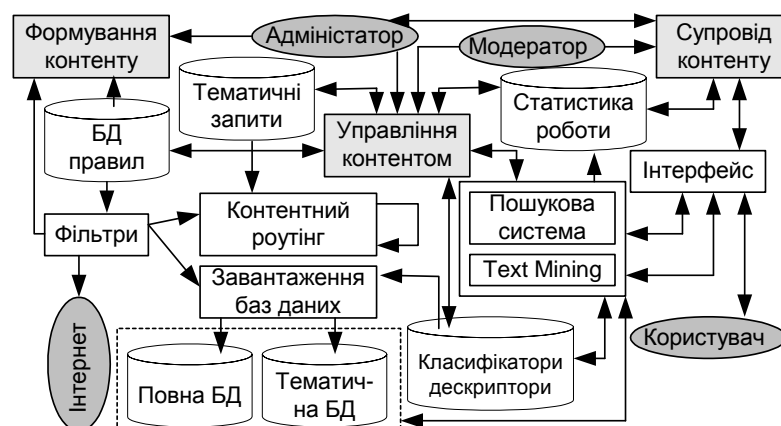 Формування
контенту
Адміністатор
Модератор
Супровід
контенту
Тематичні
запити
Статистика
роботи
БД
правил
Управління
контентом
Інтерфейс
Фільтри
Контентний
роутінг
Пошукова
система
Text Mining
Завантаження
баз даних
Інтернет
Повна БД
Тематич-
на БД
Класифікатори
дескриптори
Користувач